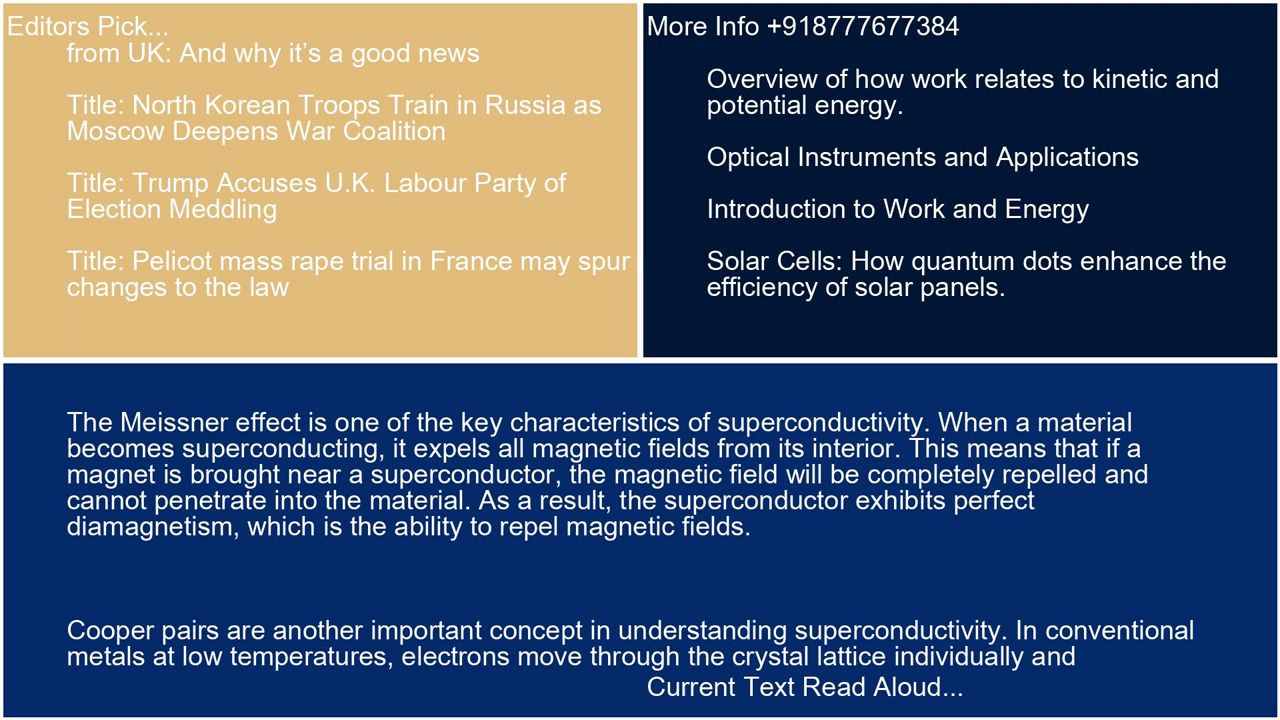 Editors Pick...
from UK: And why it’s a good news
Title: North Korean Troops Train in Russia as
Moscow Deepens War Coalition
Title: Trump Accuses U.K. Labour Party of
Election Meddling
Title: Pelicot mass rape trial in France may spur
changes to the law
More Info +918777677384
Overview of how work relates to kinetic and
potential energy.
Optical Instruments and Applications
Introduction to Work and Energy
Solar Cells: How quantum dots enhance the
efficiency of solar panels.
The Meissner effect is one of the key characteristics of superconductivity. When a material
becomes superconducting, it expels all magnetic fields from its interior. This means that if a
magnet is brought near a superconductor, the magnetic field will be completely repelled and
cannot penetrate into the material. As a result, the superconductor exhibits perfect
diamagnetism, which is the ability to repel magnetic fields.
Cooper pairs are another important concept in understanding superconductivity. In conventional
metals at low temperatures, electrons move through the crystal lattice individually and
Current Text Read Aloud...